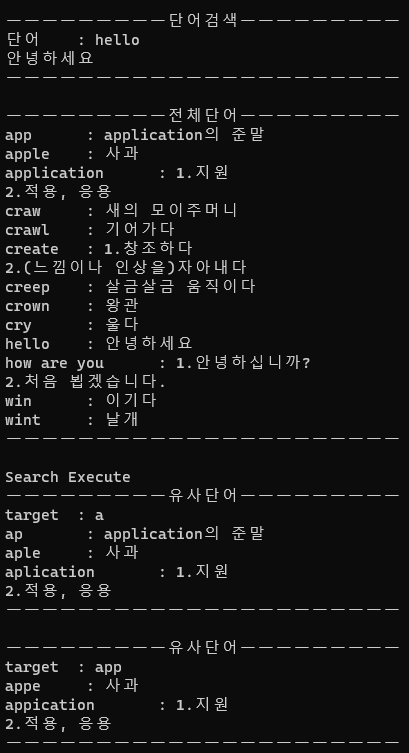 ─────────단어검색─────────
단어    : hello
안녕하세요
──────────────────────

─────────전체단어─────────
app     : application의 준말
apple   : 사과
application     : 1.지원
2.적용, 응용
craw    : 새의 모이주머니
crawl   : 기어가다
create  : 1.창조하다
2.(느낌이나 인상을)자아내다
creep   : 살금살금 움직이다
crown   : 왕관
cry     : 울다
hello   : 안녕하세요
how are you     : 1.안녕하십니까?
2.처음 뵙겠습니다.
win     : 이기다
wint    : 날개
──────────────────────

Search Execute
─────────유사단어─────────
target  : a
ap      : application의 준말
aple    : 사과
aplication      : 1.지원
2.적용, 응용
──────────────────────

─────────유사단어─────────
target  : app
appe    : 사과
appication      : 1.지원
2.적용, 응용
──────────────────────